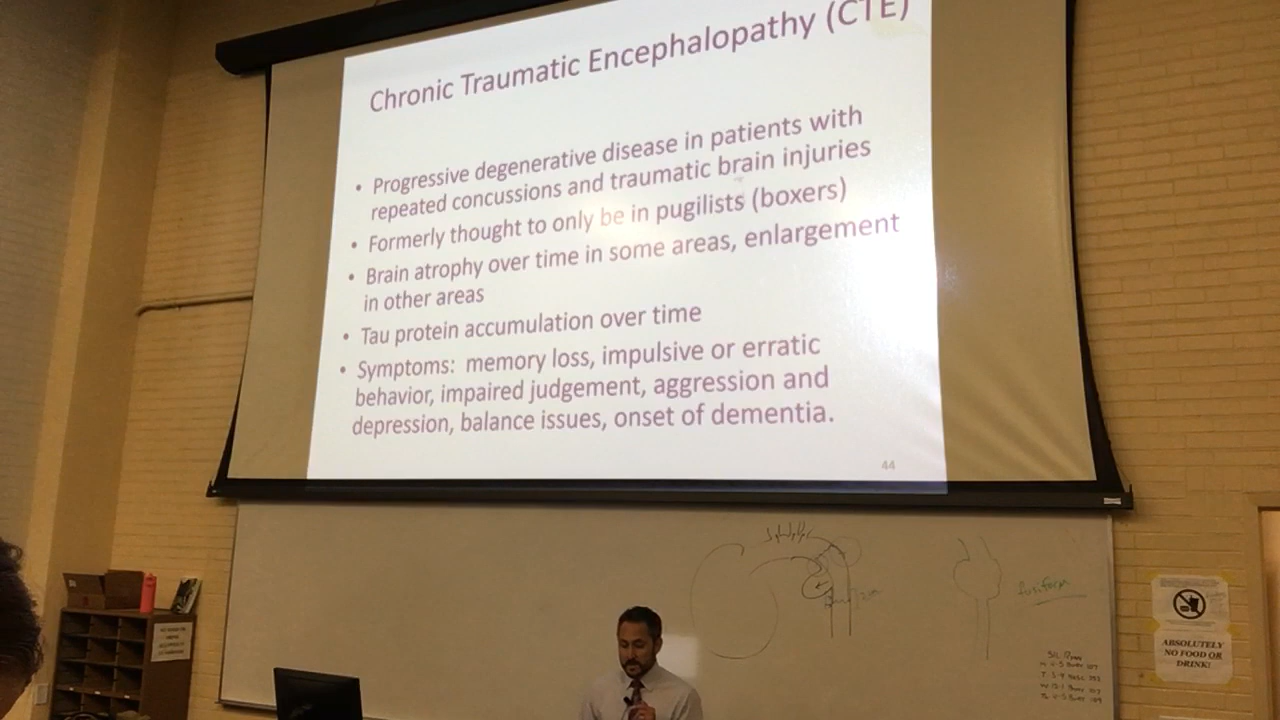 Chronic Traumatic Encephalopathy (CTE)
• Progressive degenerative disease in patients with
repeated concussions and traumatic brain injuries
• Formerly thought to only be in pugilists (boxers)
• Brain atrophy over time in some areas, enlargement
in other areas
• Tau protein accumulation over time
• Symptoms: memory loss, impulsive or erratic
behavior, impaired judgement, aggression and
depression, balance issues, onset of dementia.
44
fusiform
ABSOLUTELY
NO FOOD OR
DRINK!